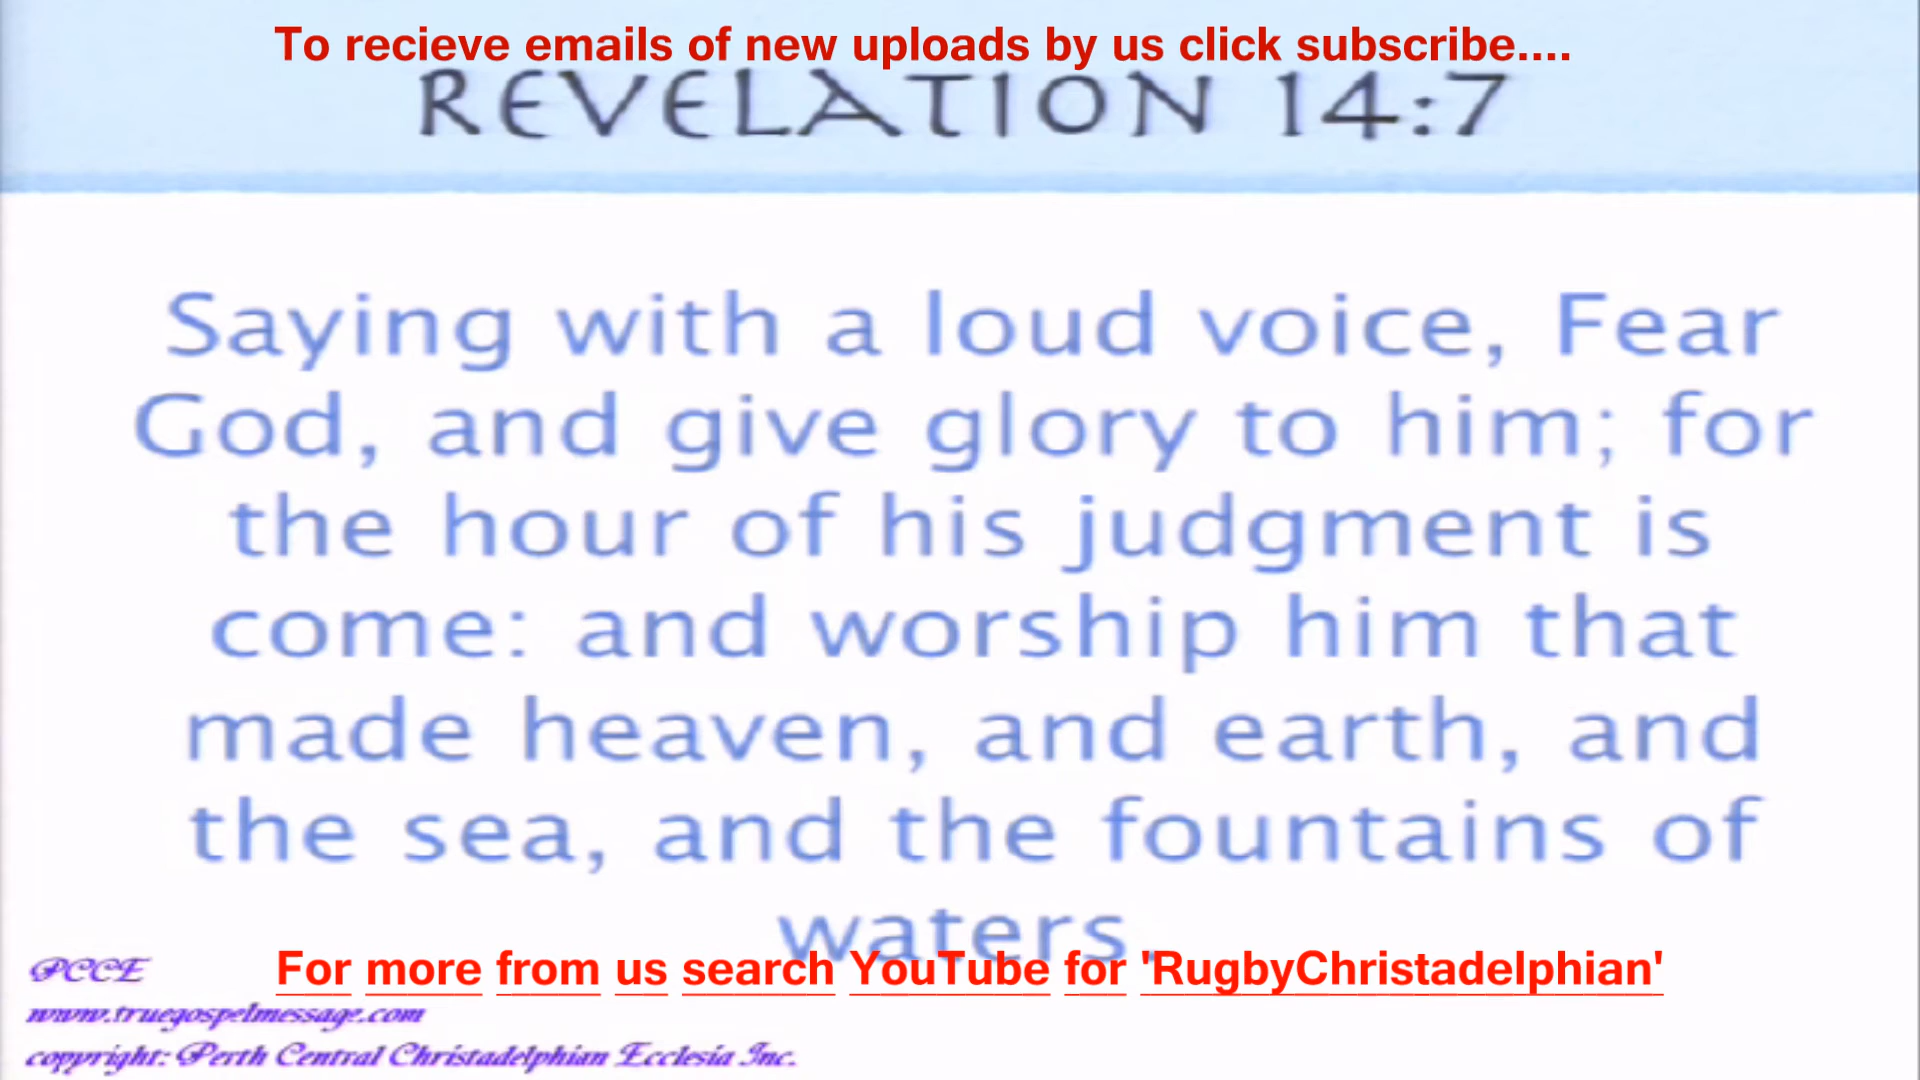 To recieve emails of new uploads by us click subscribe....
REVELATION 14:7
Saying with a loud voice, Fear
God, and give glory to him; for
the hour of his judgment is
come: and worship him that
made heaven, and earth, and
the sea, and the fountains of
waters.
For more from us search YouTube for 'RugbyChristadelphian'
PCCE
www.truegospelmessage.com
copyright: Perth Central Christadelphian Ecclesia Inc.